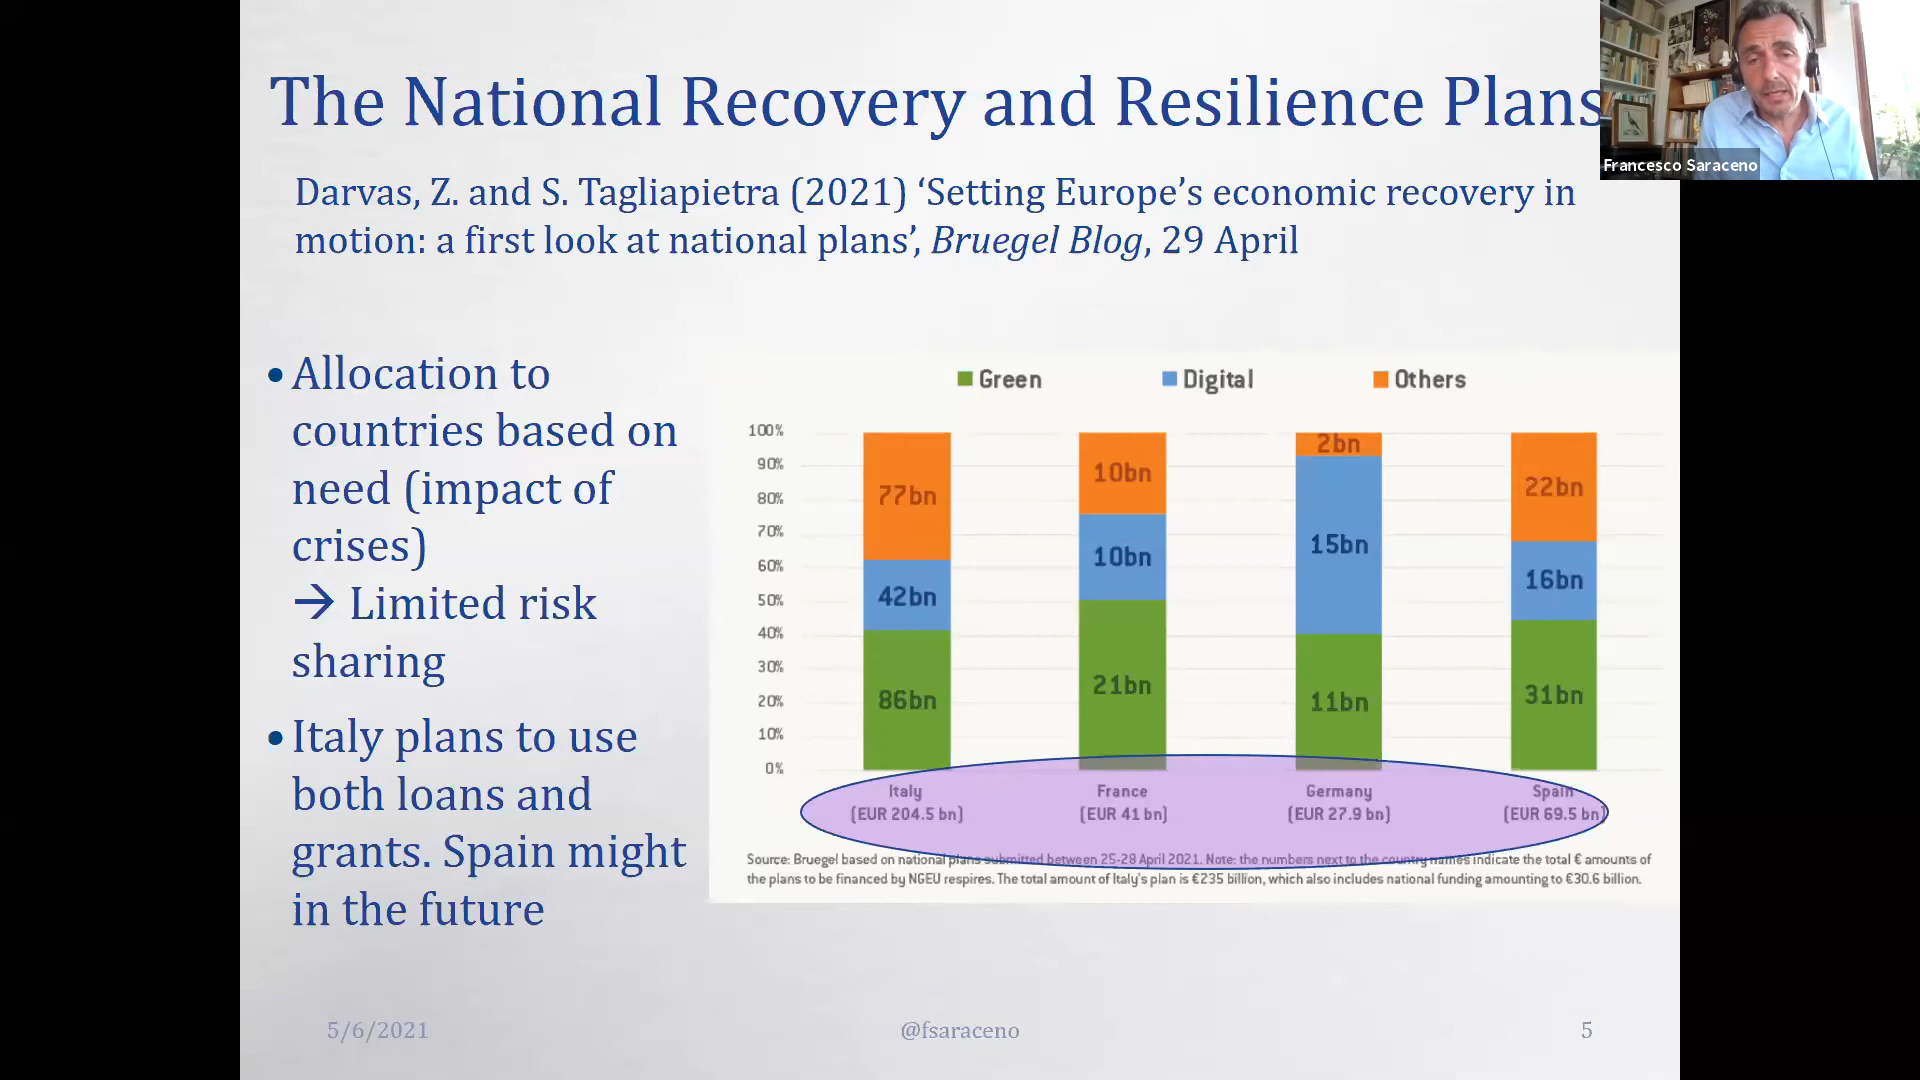 The National Recovery and Resilience Plans
Francesco Saraceno
Darvas, Z. and S. Tagliapietra (2021) ‘Setting Europe’s economic recovery in
motion: a first look at national plans’, Bruegel Blog, 29 April
•Allocation to
countries based on
need (impact of
crises)
→ Limited risk
sharing
•Italy plans to use
both loans and
grants. Spain might
in the future
Green Digital Others
100%
90%
80%
70%
60%
50%
40%
30%
20%
10%
0%
77bn
42bn
86bn
10bn
10bn
21bn
2bn
15bn
11bn
22bn
16bn
31bn
Italy France Germany Spain
(EUR 204.5 bn) (EUR 41 bn) (EUR 27.9 bn) (EUR 69.5 bn)
Source: Bruegel based on national plans submitted between 25-28 April 2021. Note: the numbers next to the country names indicate the total € amounts of
the plans to be financed by NGEU respires. The total amount of Italy's plan is €235 billion, which also includes national funding amounting to €30.6 billion.
5/6/2021 @fsaraceno 5